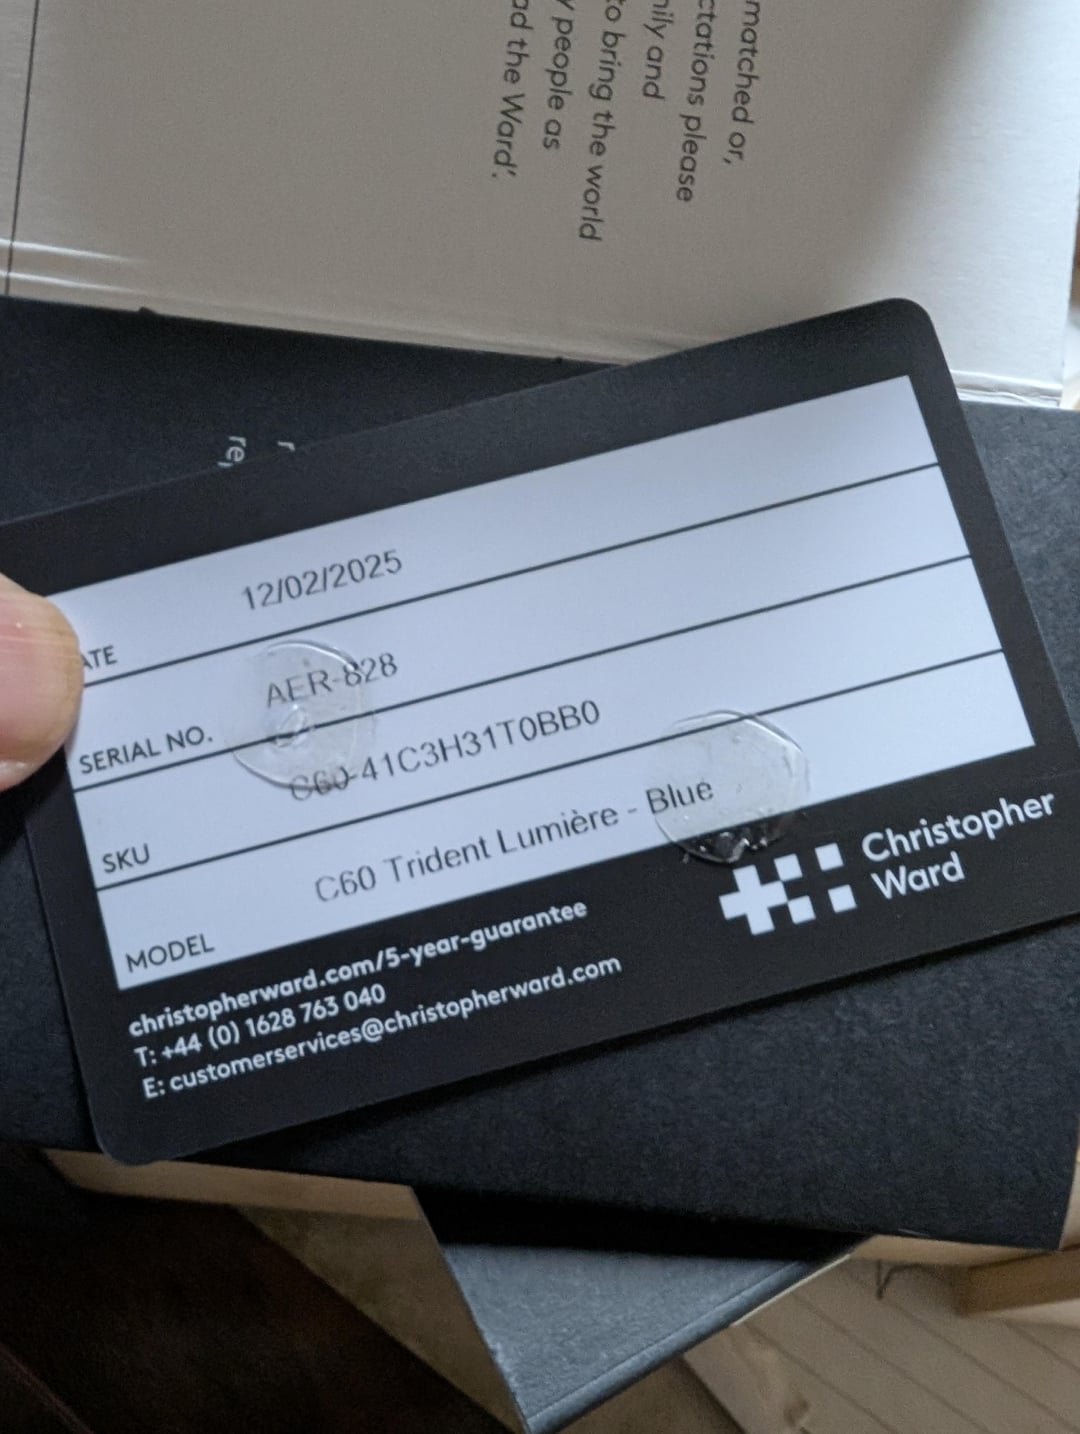 matched or,
ctations please
nily and
to bring the world
y people as
ad the Ward'.
re
ATE 12/02/2025
SERIAL NO. AER-828
SKU C60-41C3H31T0BB0
MODEL C60 Trident Lumière - Blue
christopherward.com/5-year-guarantee
T: +44 (0) 1628 763 040
E: customerservices@christopherward.com
Christopher
Ward